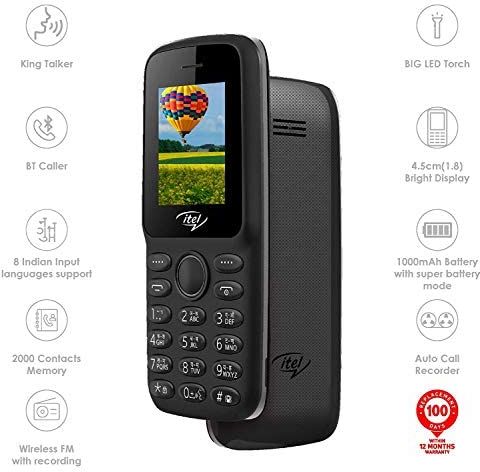 King Talker
BIG LED Torch
BT Caller
4.5cm(1.8)
Bright Display
8 Indian Input
languages support
1000mAh Battery
with super battery
mode
2000 Contacts
Memory
Auto Call
Recorder
Wireless FM
with recording
itel
itel
1
2 ABC
3 DEF
4 GHI
5 JKL
6 MNO
7 PQRS
8 TUV
9 WXYZ
*
0
#
REPLACEMENT
100
DAYS
WITHIN
12 MONTHS
WARRANTY